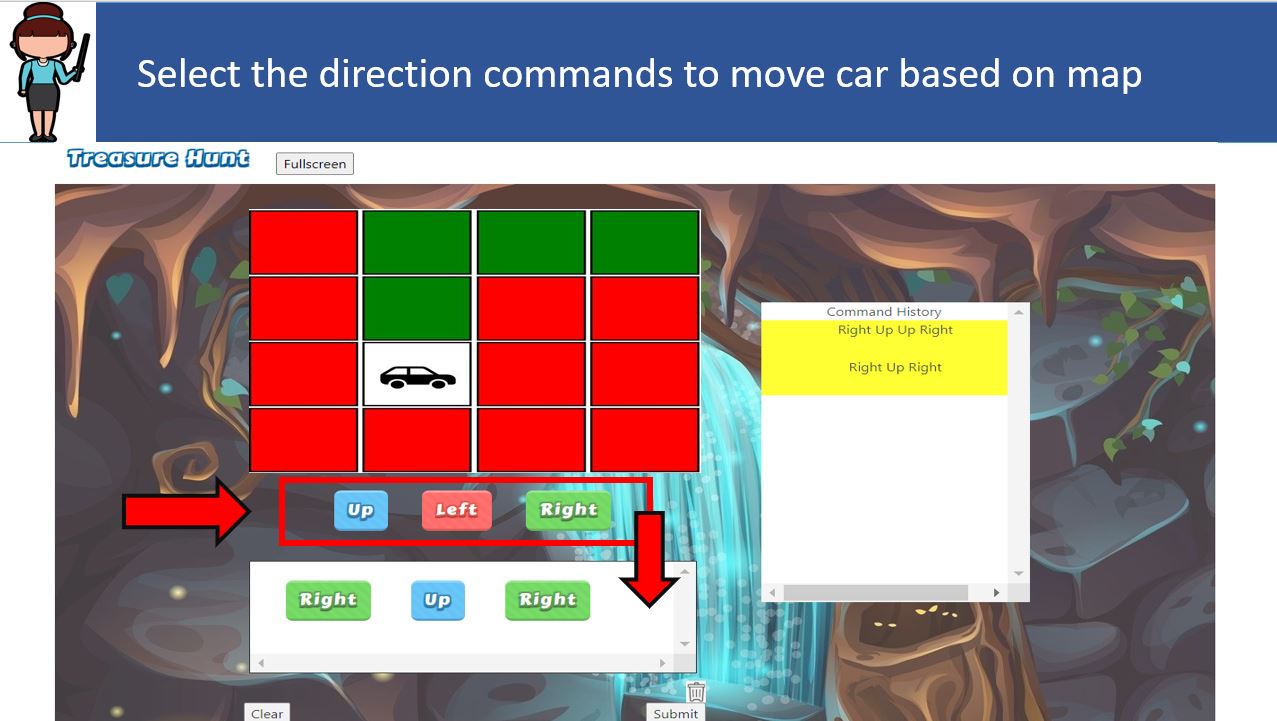 Select the direction commands to move car based on map
Treasure Hunt
Fullscreen
Command History
Right Up Up Right
Right Up Right
Up Left Right
Right Up Right
Clear
Submit